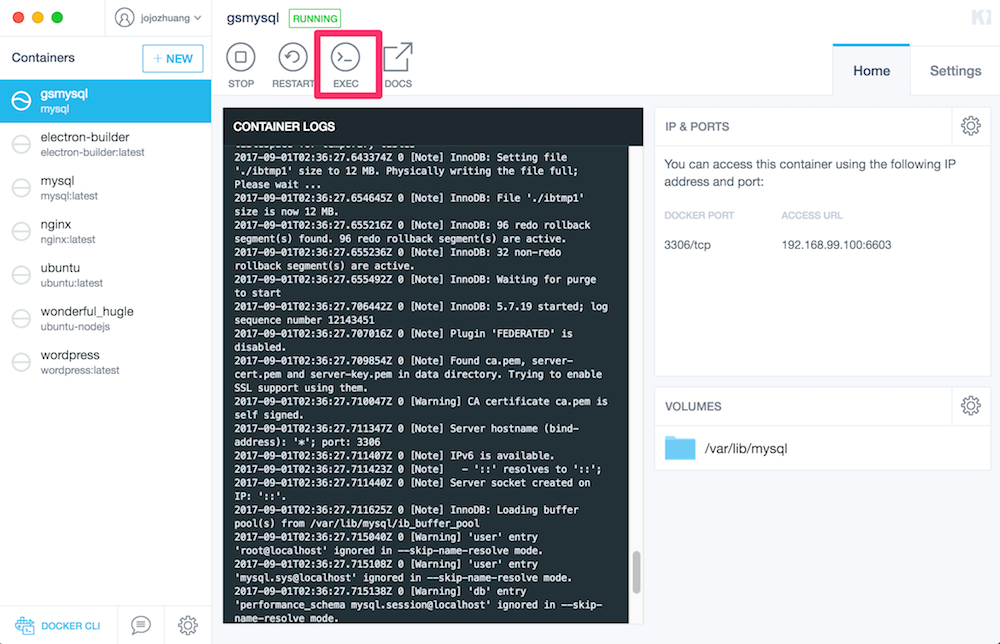 jojozhuang
gsmysql
RUNNING
STOP
RESTART
EXEC
DOCS
Home
Settings
Containers
+ NEW
gsmysql
mysql
electron-builder
electron-builder:latest
mysql
mysql:latest
nginx
nginx:latest
ubuntu
ubuntu:latest
wonderful_hugle
ubuntu-nodejs
wordpress
wordpress:latest
DOCKER CLI
CONTAINER LOGS
2017-09-01T02:36:27.643374Z 0 [Note] InnoDB: Setting file
'./ibtmp1' size to 12 MB. Physically writing the file full;
Please wait ...
2017-09-01T02:36:27.654645Z 0 [Note] InnoDB: File './ibtmp1'
size is now 12 MB.
2017-09-01T02:36:27.655216Z 0 [Note] InnoDB: 96 redo rollback
segment(s) found. 96 redo rollback segment(s) are active.
2017-09-01T02:36:27.655236Z 0 [Note] InnoDB: 32 non-redo
rollback segment(s) are active.
2017-09-01T02:36:27.655492Z 0 [Note] InnoDB: Waiting for purge
to start
2017-09-01T02:36:27.706442Z 0 [Note] InnoDB: 5.7.19 started; log
sequence number 12143451
2017-09-01T02:36:27.707016Z 0 [Note] Plugin 'FEDERATED' is
disabled.
2017-09-01T02:36:27.709854Z 0 [Note] Found ca.pem, server-
cert.pem and server-key.pem in data directory. Trying to enable
SSL support using them.
2017-09-01T02:36:27.710047Z 0 [Warning] CA certificate ca.pem is
self signed.
2017-09-01T02:36:27.711347Z 0 [Note] Server hostname (bind-
address): '*'; port: 3306
2017-09-01T02:36:27.711407Z 0 [Note] IPv6 is available.
2017-09-01T02:36:27.711423Z 0 [Note]   - '::' resolves to '::';
2017-09-01T02:36:27.711440Z 0 [Note] Server socket created on
IP: '::'.
2017-09-01T02:36:27.711625Z 0 [Note] InnoDB: Loading buffer
pool(s) from /var/lib/mysql/ib_buffer_pool
2017-09-01T02:36:27.715040Z 0 [Warning] 'user' entry
'root@localhost' ignored in --skip-name-resolve mode.
2017-09-01T02:36:27.715108Z 0 [Warning] 'user' entry
'mysql.sys@localhost' ignored in --skip-name-resolve mode.
2017-09-01T02:36:27.715138Z 0 [Warning] 'db' entry
'performance_schema mysql.session@localhost' ignored in --skip-
name-resolve mode.
IP & PORTS
You can access this container using the following IP
address and port:
DOCKER PORT ACCESS URL
3306/tcp 192.168.99.100:6603
VOLUMES
/var/lib/mysql